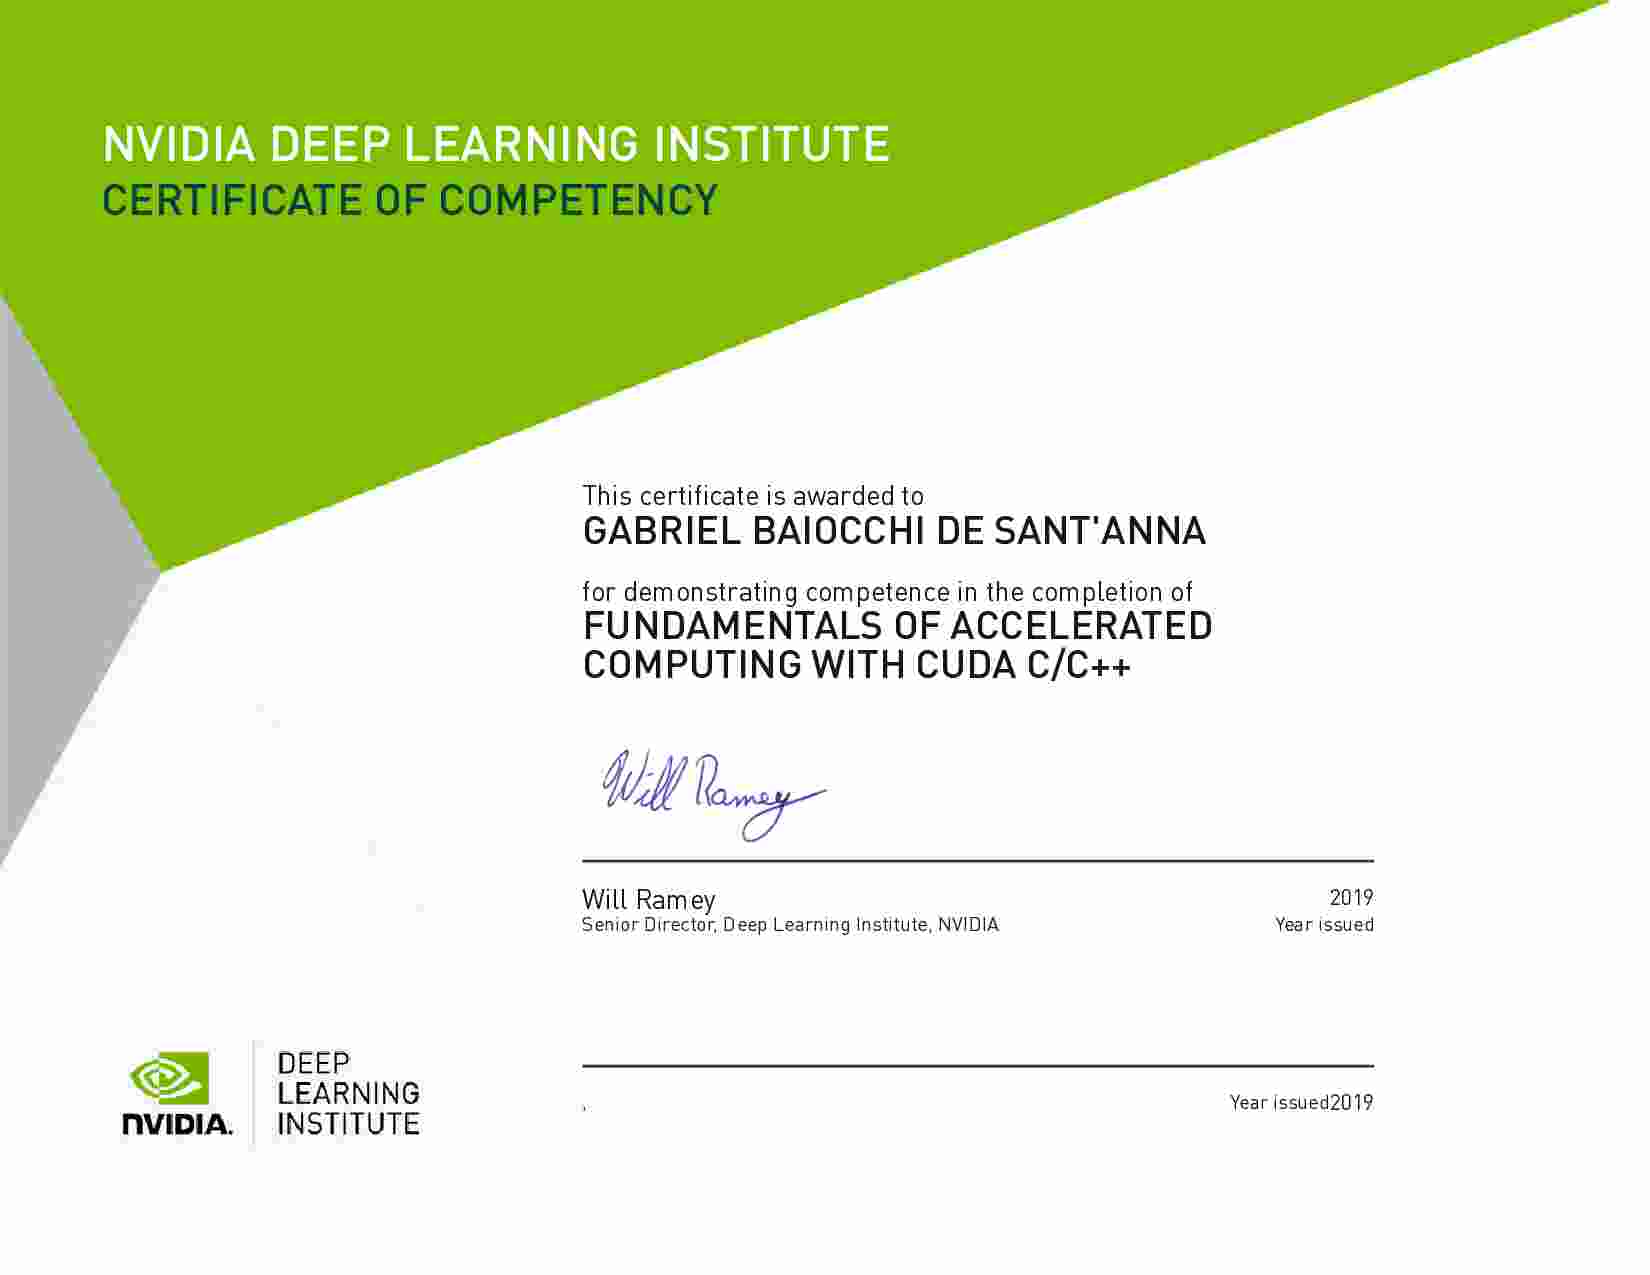 NVIDIA DEEP LEARNING INSTITUTE
CERTIFICATE OF COMPETENCY
This certificate is awarded to
GABRIEL BAIOCCHI DE SANT'ANNA
for demonstrating competence in the completion of
FUNDAMENTALS OF ACCELERATED
COMPUTING WITH CUDA C/C++
Will Ramey
Will Ramey
2019
Senior Director, Deep Learning Institute, NVIDIA
Year issued
,
Year issued2019
NVIDIA.
DEEP
LEARNING
INSTITUTE